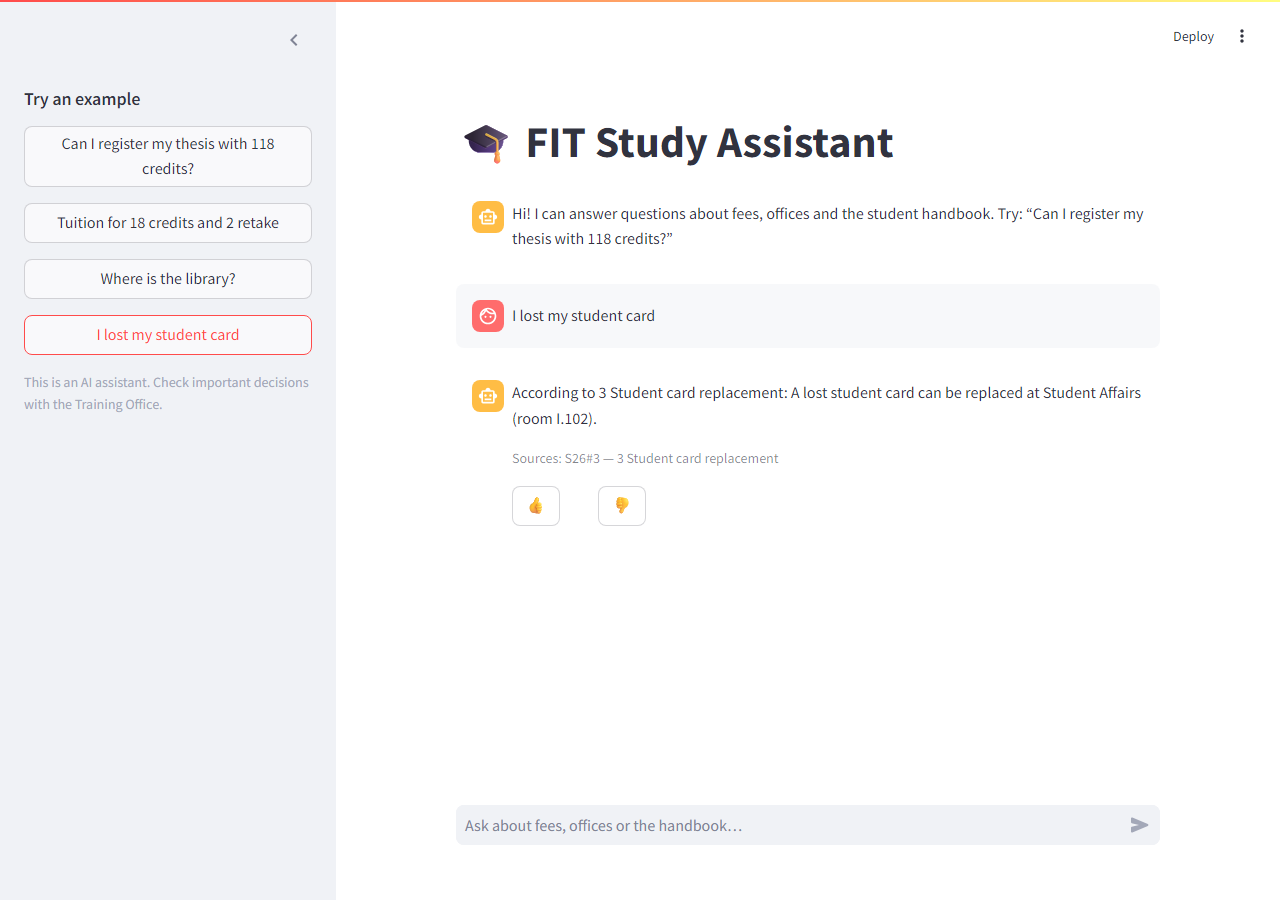 Deploy
Try an example
Can I register my thesis with 118
credits?
Tuition for 18 credits and 2 retake
Where is the library?
I lost my student card
This is an AI assistant. Check important decisions
with the Training Office.
FIT Study Assistant
Hi! I can answer questions about fees, offices and the student handbook. Try: “Can I register my
thesis with 118 credits?”
I lost my student card
According to 3 Student card replacement: A lost student card can be replaced at Student Affairs
(room I.102).
Sources: S26#3 — 3 Student card replacement
Ask about fees, offices or the handbook…